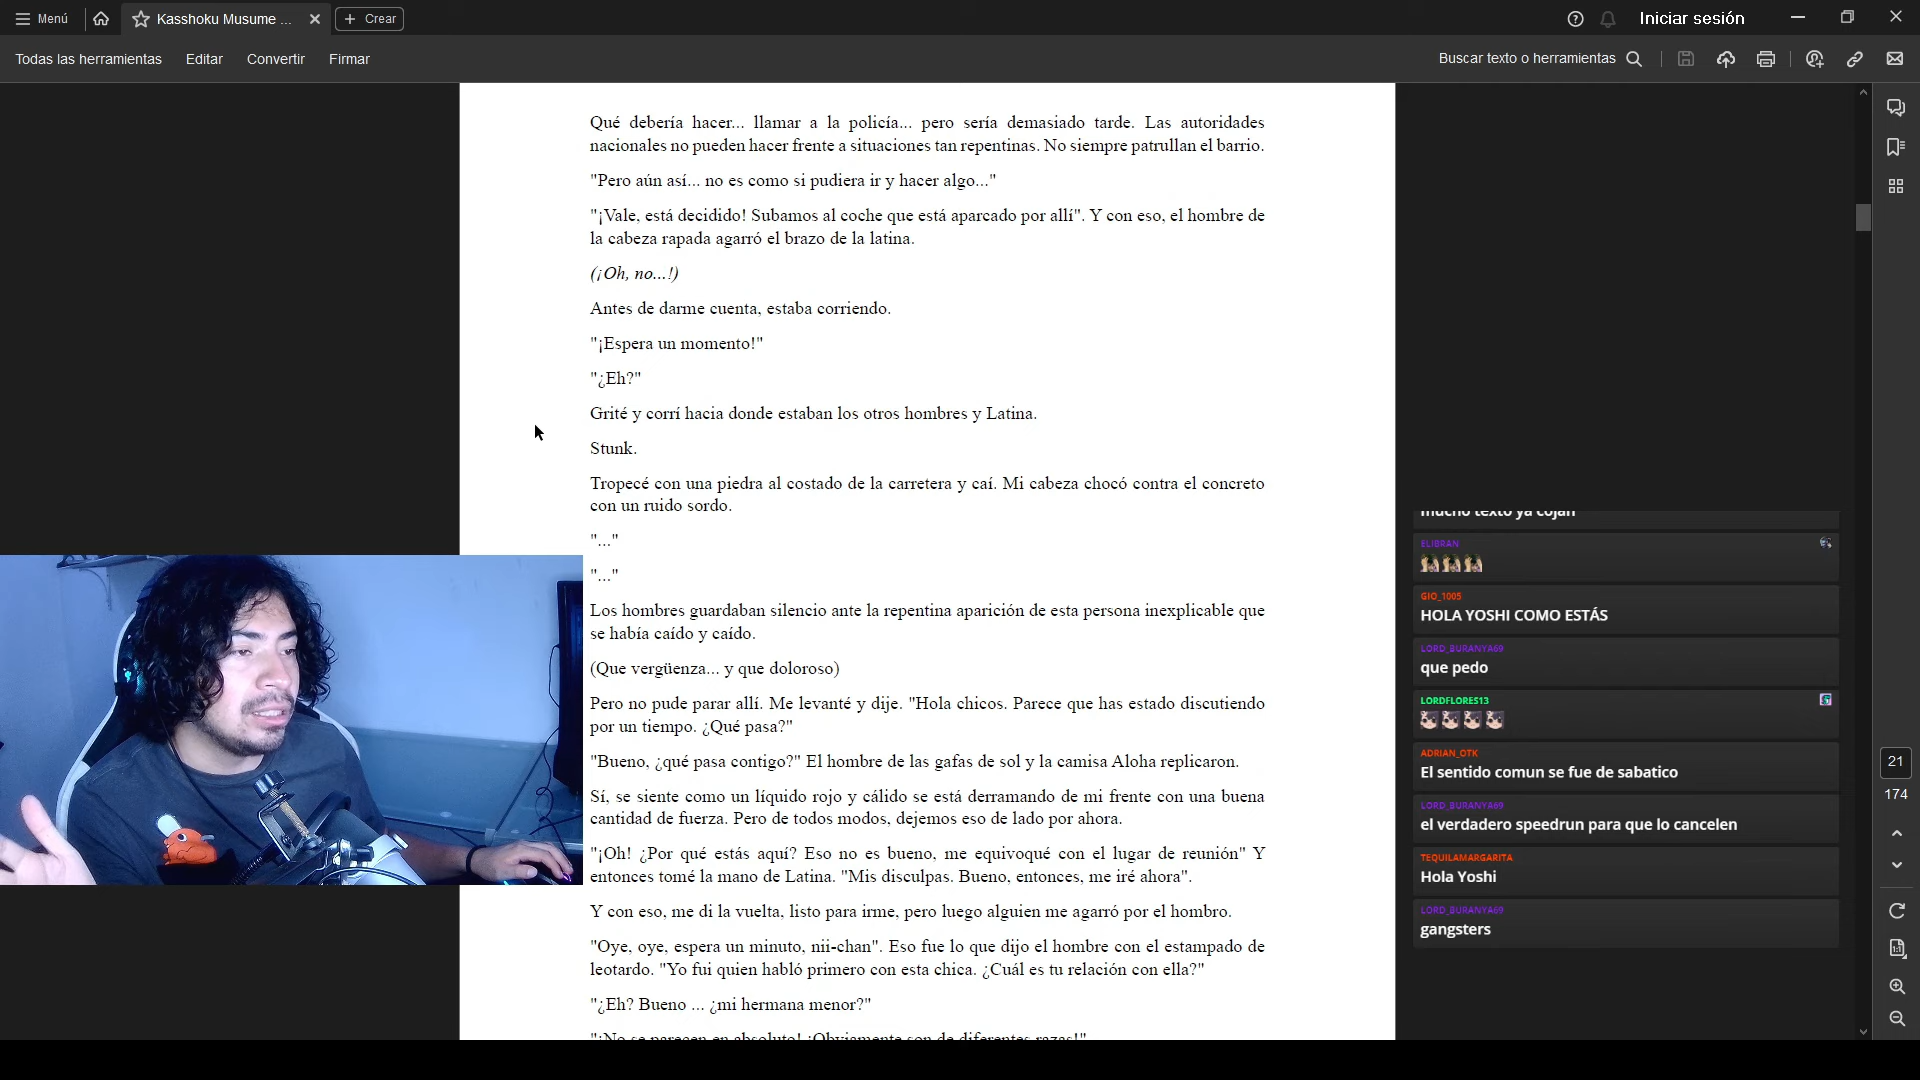 Menú
Kasshoku Musume ...
Crear
Iniciar sesión
Todas las herramientas
Editar
Convertir
Firmar
Buscar texto o herramientas
Qué debería hacer... llamar a la policía... pero sería demasiado tarde. Las autoridades
nacionales no pueden hacer frente a situaciones tan repentinas. No siempre patrullan el barrio.
"Pero aún así... no es como si pudiera ir y hacer algo..."
"¡Vale, está decidido! Subamos al coche que está aparcado por allí". Y con eso, el hombre de
la cabeza rapada agarró el brazo de la latina.
(¡Oh, no...!)
Antes de darme cuenta, estaba corriendo.
"¡Espera un momento!"
"¿Eh?"
Grité y corrí hacia donde estaban los otros hombres y Latina.
Stunk.
Tropecé con una piedra al costado de la carretera y caí. Mi cabeza chocó contra el concreto
con un ruido sordo.
"..."
"..."
Los hombres guardaban silencio ante la repentina aparición de esta persona inexplicable que
se había caído y caído.
(Que vergüenza... y que doloroso)
Pero no pude parar allí. Me levanté y dije. "Hola chicos. Parece que has estado discutiendo
por un tiempo. ¿Qué pasa?"
"Bueno, ¿qué pasa contigo?" El hombre de las gafas de sol y la camisa Aloha replicaron.
Sí, se siente como un líquido rojo y cálido se está derramando de mi frente con una buena
cantidad de fuerza. Pero de todos modos, dejemos eso de lado por ahora.
"¡Oh! ¿Por qué estás aquí? Eso no es bueno, me equivoqué con el lugar de reunión" Y
entonces tomé la mano de Latina. "Mis disculpas. Bueno, entonces, me iré ahora".
Y con eso, me di la vuelta, listo para irme, pero luego alguien me agarró por el hombro.
"Oye, oye, espera un minuto, nii-chan". Eso fue lo que dijo el hombre con el estampado de
leotardo. "Yo fui quien habló primero con esta chica. ¿Cuál es tu relación con ella?"
"¿Eh? Bueno ... ¿mi hermana menor?"
"¡No se parecen en absoluto! ¡Obviamente son de diferentes razas!"
mucho texto ya cojan
ELIBRAN
GIO_1005
HOLA YOSHI COMO ESTÁS
LORD_BURANYA69
que pedo
LORDFLORES13
ADRIAN_OTK
El sentido comun se fue de sabatico
LORD_BURANYA69
el verdadero speedrun para que lo cancelen
TEQUILAMARGARITA
Hola Yoshi
LORD_BURANYA69
gangsters
21
174